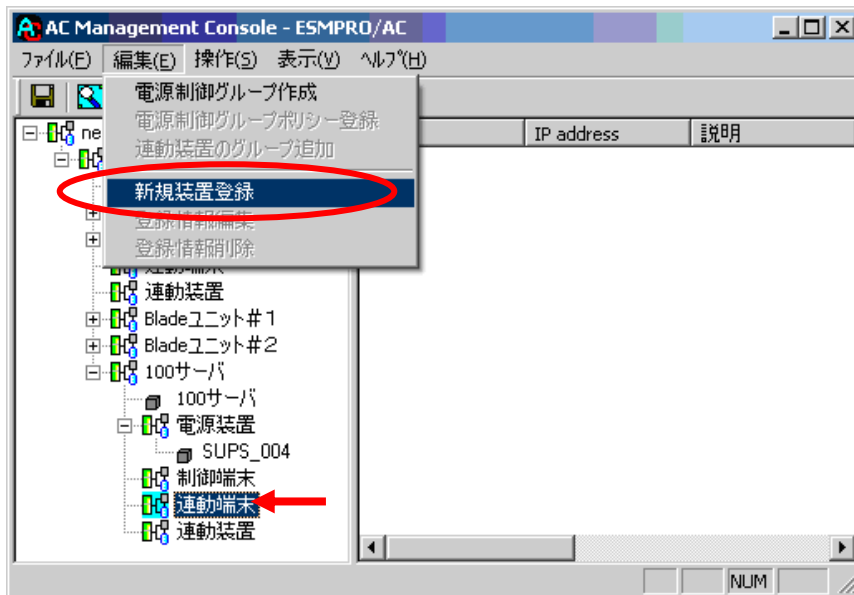 AC Management Console - ESMPRO/AC
ファイル(F) 編集(E) 操作(S) 表示(V) ヘルプ(H)
電源制御グループ作成
電源制御グループポリシー登録
連動装置のグループ追加
新規装置登録
登録情報編集
登録情報削除
IP address 説明
ne
連動端末
連動装置
Bladeユニット#1
Bladeユニット#2
100サーバ
100サーバ
電源装置
SUPS_004
制御端末
連動端末
連動装置
NUM